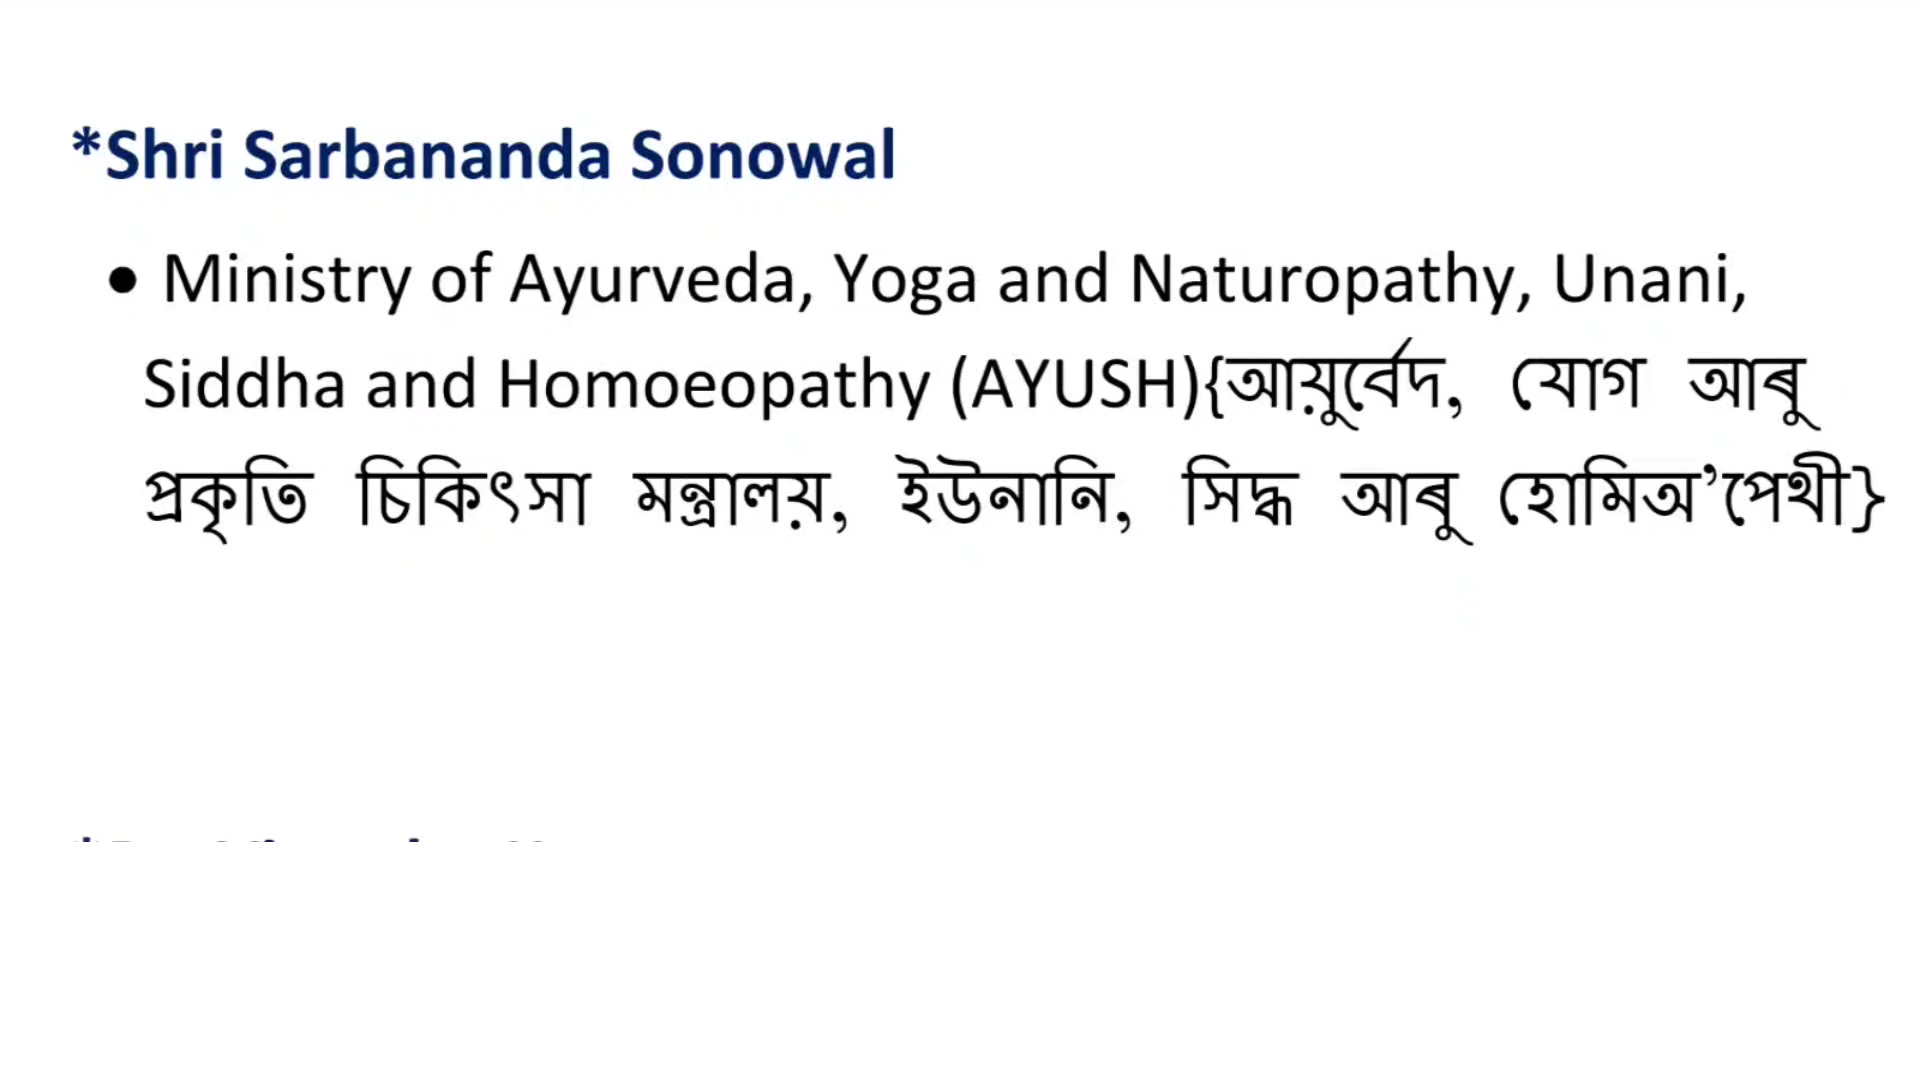 *Shri Sarbananda Sonowal
• Ministry of Ayurveda, Yoga and Naturopathy, Unani,
Siddha and Homoeopathy (AYUSH){আয়ুৰ্বেদ, যোগ আৰু
প্ৰকৃতি চিকিৎসা মন্ত্ৰালয়, ইউনানি, সিদ্ধ আৰু হোমিঅ’পেথী}